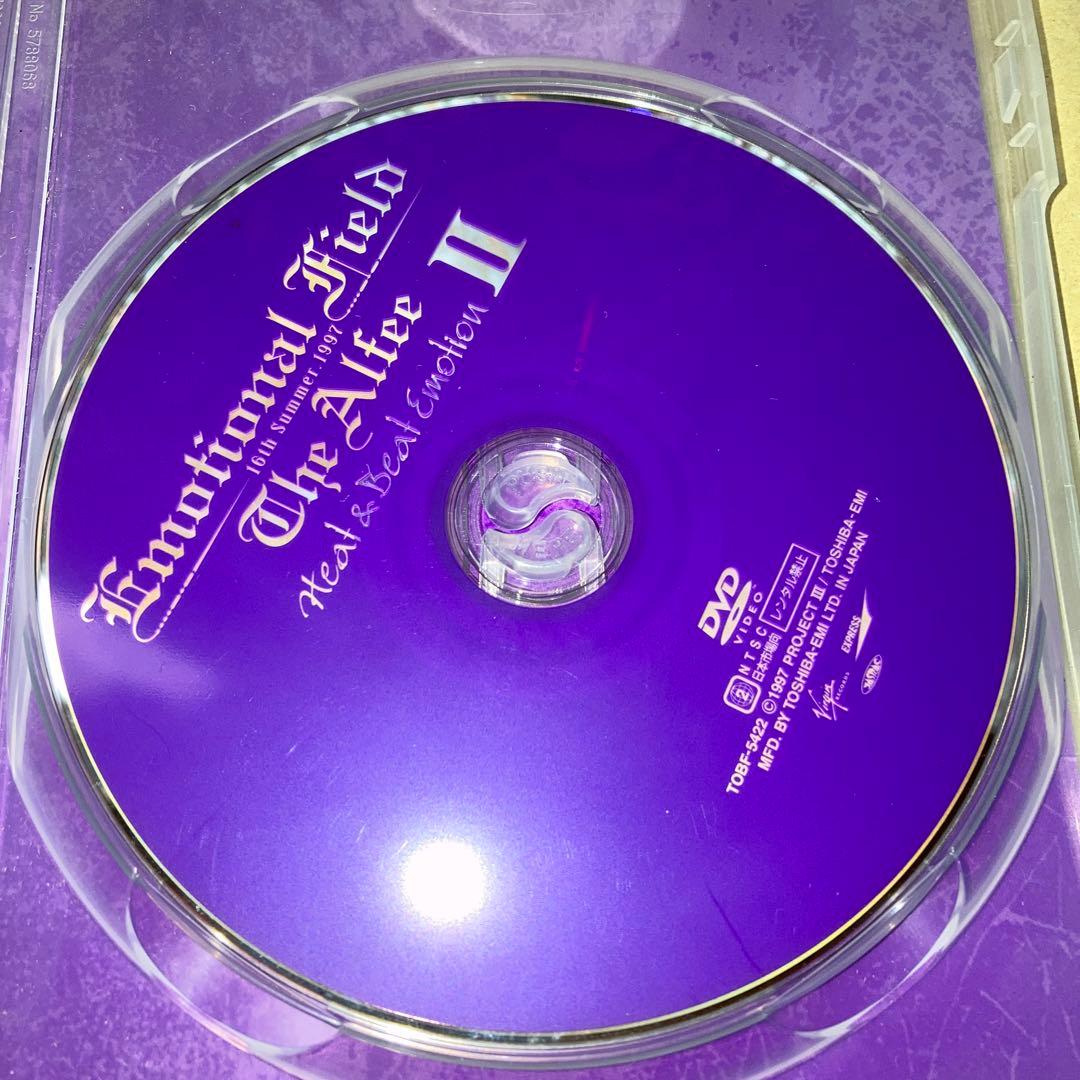 No 5788068
Emotional Field
16th Summer.1997
The Alfee
Heat & Beat Emotion II
DVD
VIDEO
2
NTSC
日本市場向
レンタル禁止
TOBF-5422 ©1997 PROJECT III / TOSHIBA-EMI
MFD. BY TOSHIBA-EMI LTD. IN JAPAN
Virgin
RECORDS
EXPRESS
JASRAC